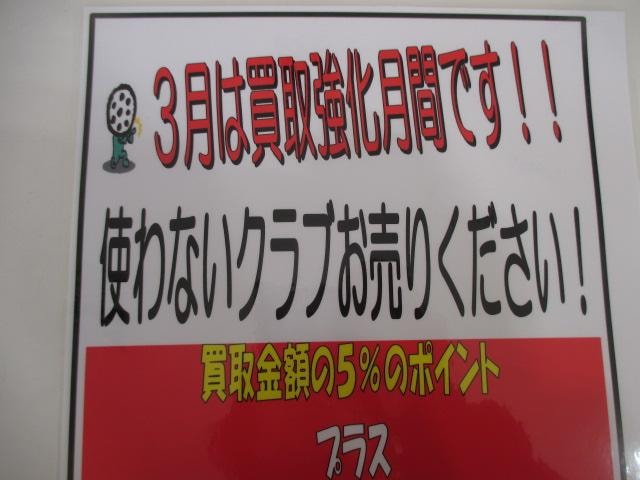 ３月は買取強化月間です！！
使わないクラブお売りください！
買取金額の５％のポイント
プラス